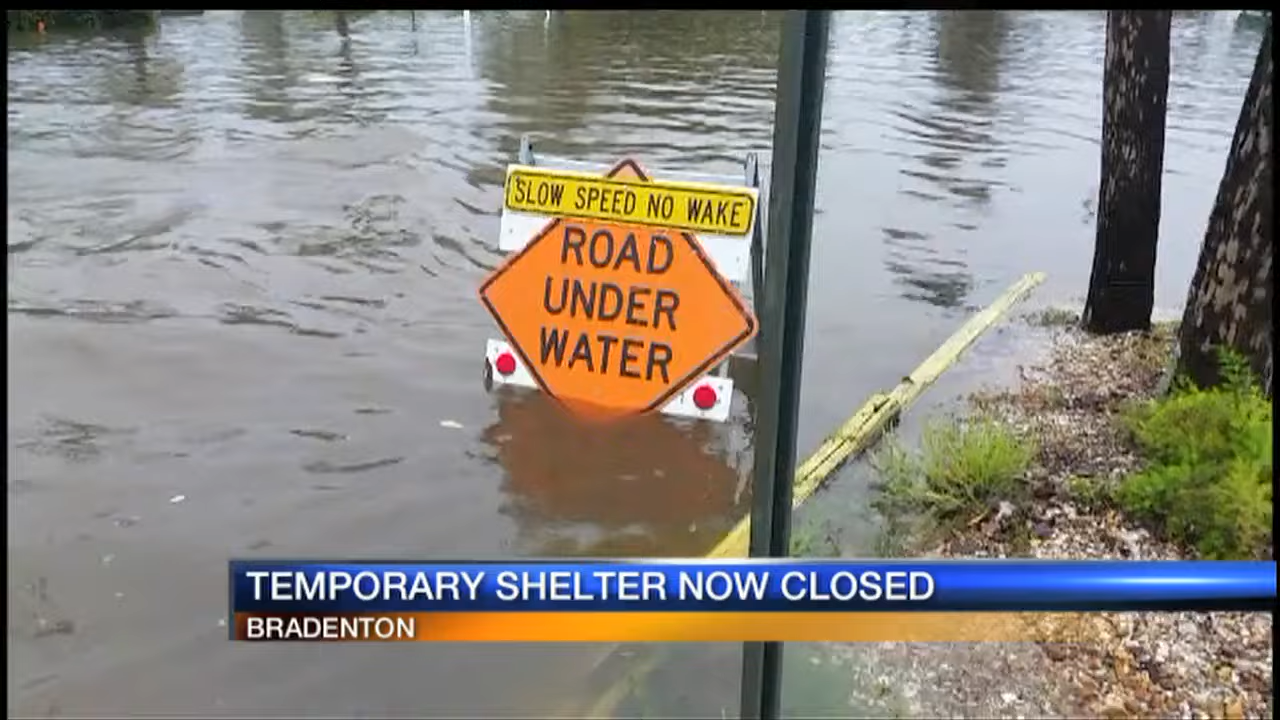 SLOW SPEED NO WAKE
ROAD
UNDER
WATER
TEMPORARY SHELTER NOW CLOSED
BRADENTON